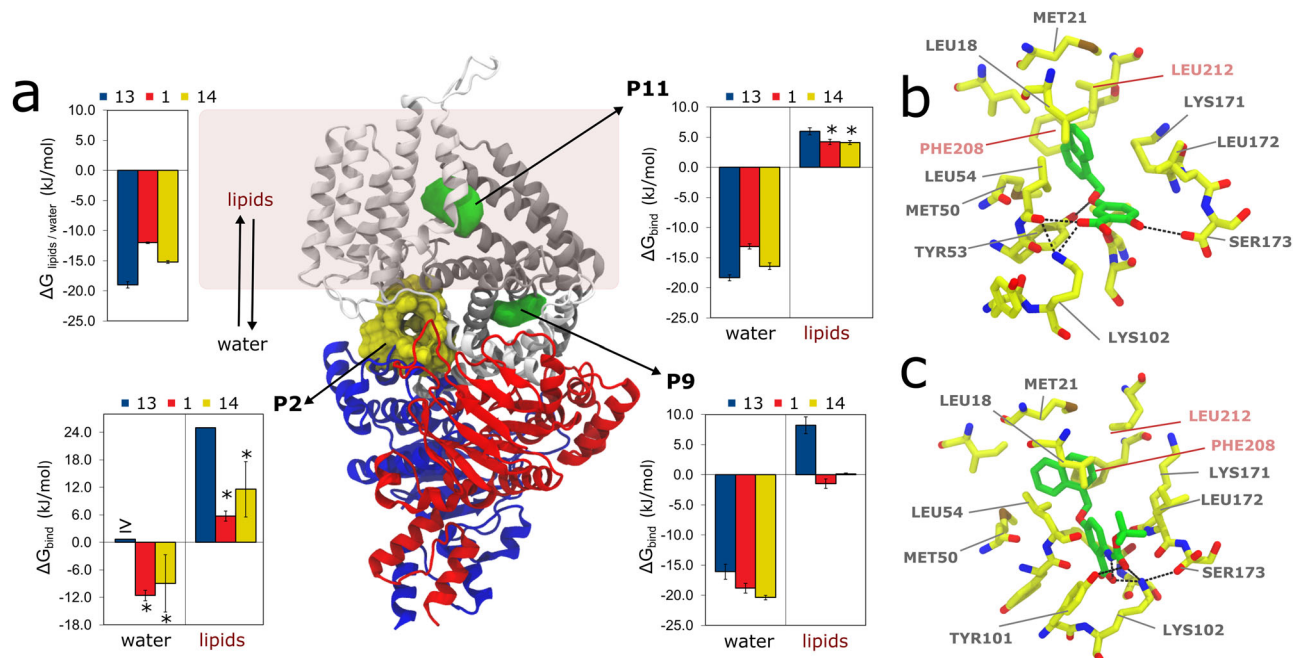 a
13 1 14
10.0
5.0
0.0
-5.0
-10.0
-15.0
-20.0
-25.0
ΔG lipids / water (kJ/mol)
lipids
water
P11
13 1 14
10.0
5.0
0.0
-5.0
-10.0
-15.0
-20.0
-25.0
ΔGbind (kJ/mol)
* *
water lipids
P2
13 1 14
24.0
18.0
12.0
6.0
0.0
-6.0
-12.0
-18.0
ΔGbind (kJ/mol)
≥
* *
* *
water lipids
P9
13 1 14
10.0
5.0
0.0
-5.0
-10.0
-15.0
-20.0
-25.0
ΔGbind (kJ/mol)
water lipids
b
MET21
LEU18
LEU212
LYS171
PHE208
LEU172
LEU54
MET50
TYR53
SER173
LYS102
c
MET21
LEU18
LEU212
PHE208
LYS171
LEU172
LEU54
MET50
SER173
TYR101
LYS102